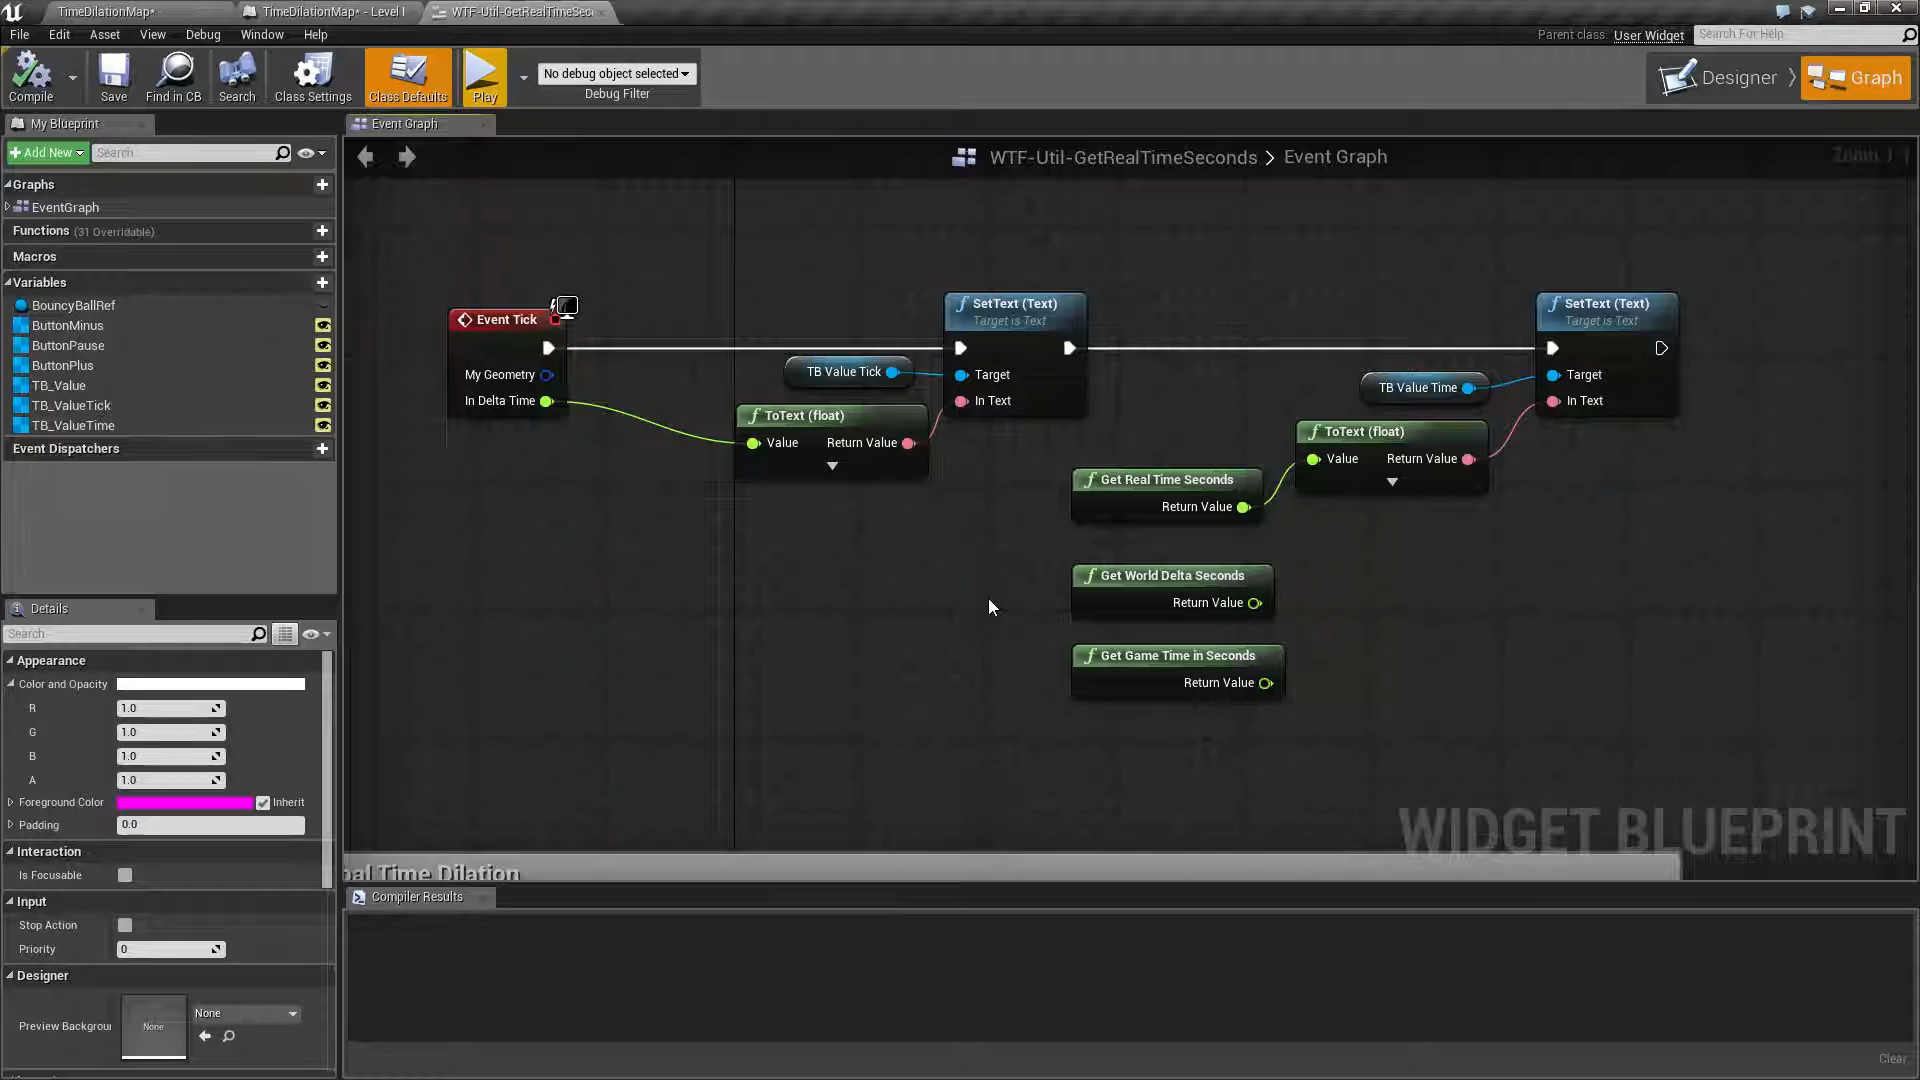 TimeDilationMap*
TimeDilationMap* - Level
WTF-Util-GetRealTimeSec
File Edit Asset View Debug Window Help
Parent class: User Widget
Search For Help
Compile
Save
Find in CB
Search
Class Settings
Class Defaults
Play
No debug object selected
Debug Filter
Designer
Graph
My Blueprint
Event Graph
Add New
Search
WTF-Util-GetRealTimeSeconds > Event Graph
Graphs
EventGraph
Functions (31 Overridable)
Macros
Variables
BouncyBallRef
ButtonMinus
ButtonPause
ButtonPlus
TB_Value
TB_ValueTick
TB_ValueTime
Event Dispatchers
Event Tick
My Geometry
In Delta Time
TB Value Tick
ToText (float)
Value
Return Value
SetText (Text)
Target is Text
Target
In Text
Get Real Time Seconds
Return Value
Get World Delta Seconds
Return Value
Get Game Time in Seconds
Return Value
TB Value Time
ToText (float)
Value
Return Value
SetText (Text)
Target is Text
Target
In Text
WIDGET BLUEPRINT
bal Time Dilation
Details
Search
Appearance
Color and Opacity
R 1.0
G 1.0
B 1.0
A 1.0
Foreground Color
Inherit
Padding 0.0
Interaction
Is Focusable
Input
Stop Action
Priority 0
Designer
Preview Backgrou
None
None
Compiler Results
Clear